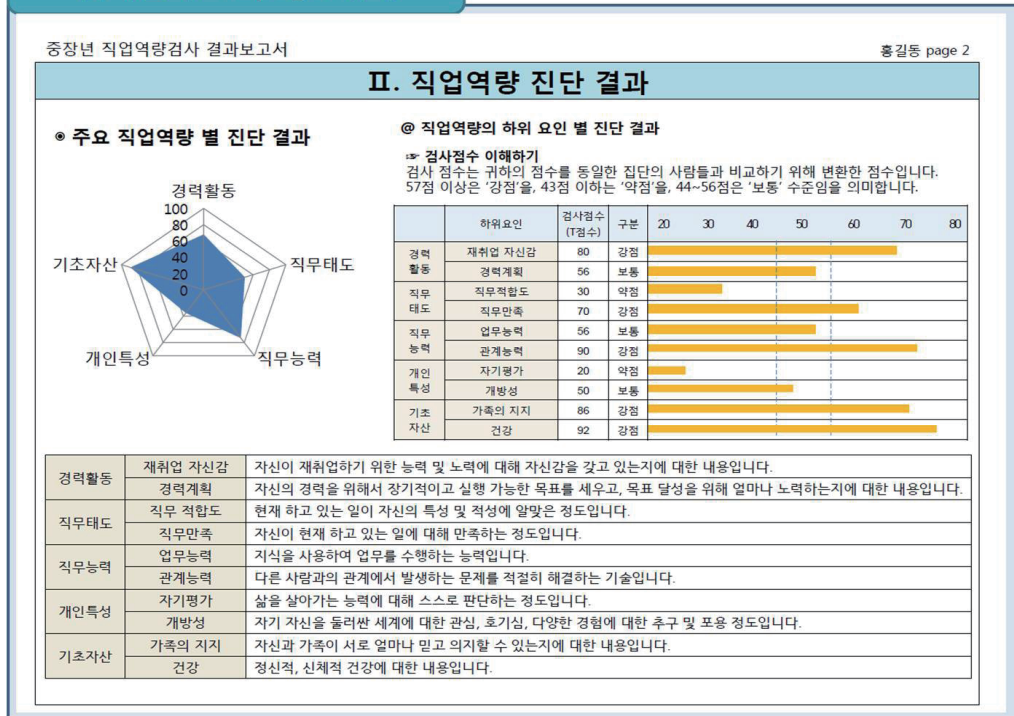 중장년 직업역량검사 결과보고서
홍길동 page 2
Ⅱ. 직업역량 진단 결과
◉ 주요 직업역량 별 진단 결과
경력활동
100
80
60
40
20
0
직무태도
직무능력
개인특성
기초자산
@ 직업역량의 하위 요인 별 진단 결과
☞ 검사점수 이해하기
검사 점수는 귀하의 점수를 동일한 집단의 사람들과 비교하기 위해 변환한 점수입니다.
57점 이상은 '강점'을, 43점 이하는 '약점'을, 44~56점은 '보통' 수준임을 의미합니다.
하위요인 검사점수 (T점수) 구분 20 30 40 50 60 70 80
경력 활동 재취업 자신감 80 강점
경력계획 56 보통
직무 태도 직무적합도 30 약점
직무만족 70 강점
직무 능력 업무능력 56 보통
관계능력 90 강점
개인 특성 자기평가 20 약점
개방성 50 보통
기초 자산 가족의 지지 86 강점
건강 92 강점
경력활동 재취업 자신감 자신이 재취업하기 위한 능력 및 노력에 대해 자신감을 갖고 있는지에 대한 내용입니다.
경력계획 자신의 경력을 위해서 장기적이고 실행 가능한 목표를 세우고, 목표 달성을 위해 얼마나 노력하는지에 대한 내용입니다.
직무태도 직무 적합도 현재 하고 있는 일이 자신의 특성 및 적성에 알맞은 정도입니다.
직무만족 자신이 현재 하고 있는 일에 대해 만족하는 정도입니다.
직무능력 업무능력 지식을 사용하여 업무를 수행하는 능력입니다.
관계능력 다른 사람과의 관계에서 발생하는 문제를 적절히 해결하는 기술입니다.
개인특성 자기평가 삶을 살아가는 능력에 대해 스스로 판단하는 정도입니다.
개방성 자기 자신을 둘러싼 세계에 대한 관심, 호기심, 다양한 경험에 대한 추구 및 포용 정도입니다.
기초자산 가족의 지지 자신과 가족이 서로 얼마나 믿고 의지할 수 있는지에 대한 내용입니다.
건강 정신적, 신체적 건강에 대한 내용입니다.